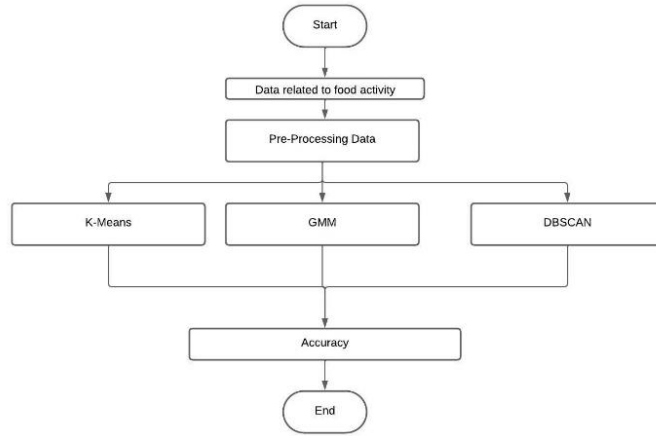 Start
Data related to food activity
Pre-Processing Data
K-Means
GMM
DBSCAN
Accuracy
End